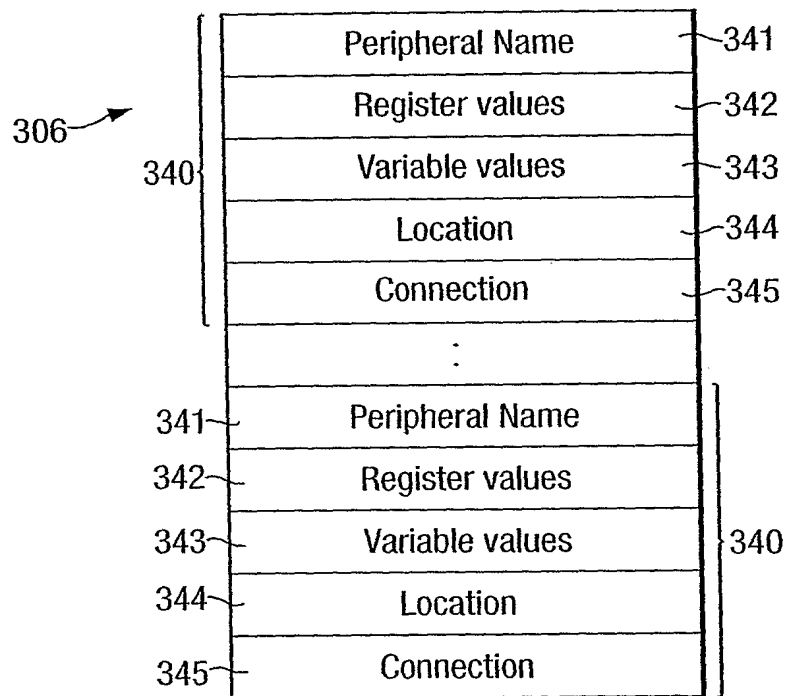 Peripheral Name 341
306
Register values 342
340
Variable values 343
Location 344
Connection 345
:
341 Peripheral Name
342 Register values
343 Variable values 340
344 Location
345 Connection